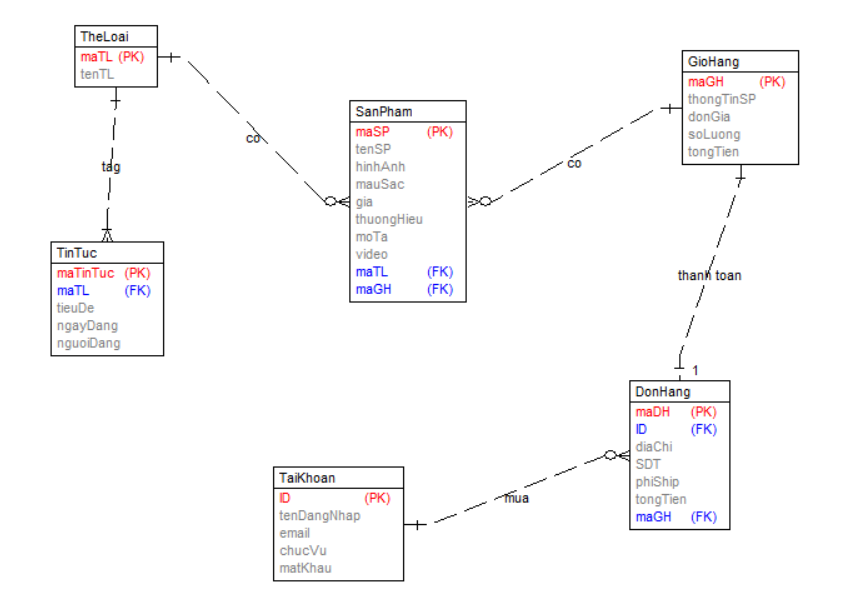 TheLoai
maTL (PK)
tenTL
tag
TinTuc
maTinTuc (PK)
maTL (FK)
tieuDe
ngayDang
nguoiDang
co
SanPham
maSP (PK)
tenSP
hinhAnh
mauSac
gia
thuongHieu
moTa
video
maTL (FK)
maGH (FK)
co
GioHang
maGH (PK)
thongTinSP
donGia
soLuong
tongTien
thanh toan
1
DonHang
maDH (PK)
ID (FK)
diaChi
SDT
phiShip
tongTien
maGH (FK)
mua
TaiKhoan
ID (PK)
tenDangNhap
email
chucVu
matKhau